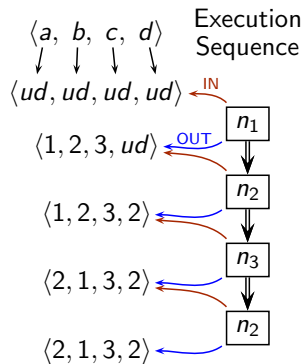 ⟨a, b, c, d⟩
Execution
Sequence
⟨ud, ud, ud, ud⟩
IN
n₁
⟨1, 2, 3, ud⟩
OUT
n₂
⟨1, 2, 3, 2⟩
n₃
⟨2, 1, 3, 2⟩
n₂
⟨2, 1, 3, 2⟩